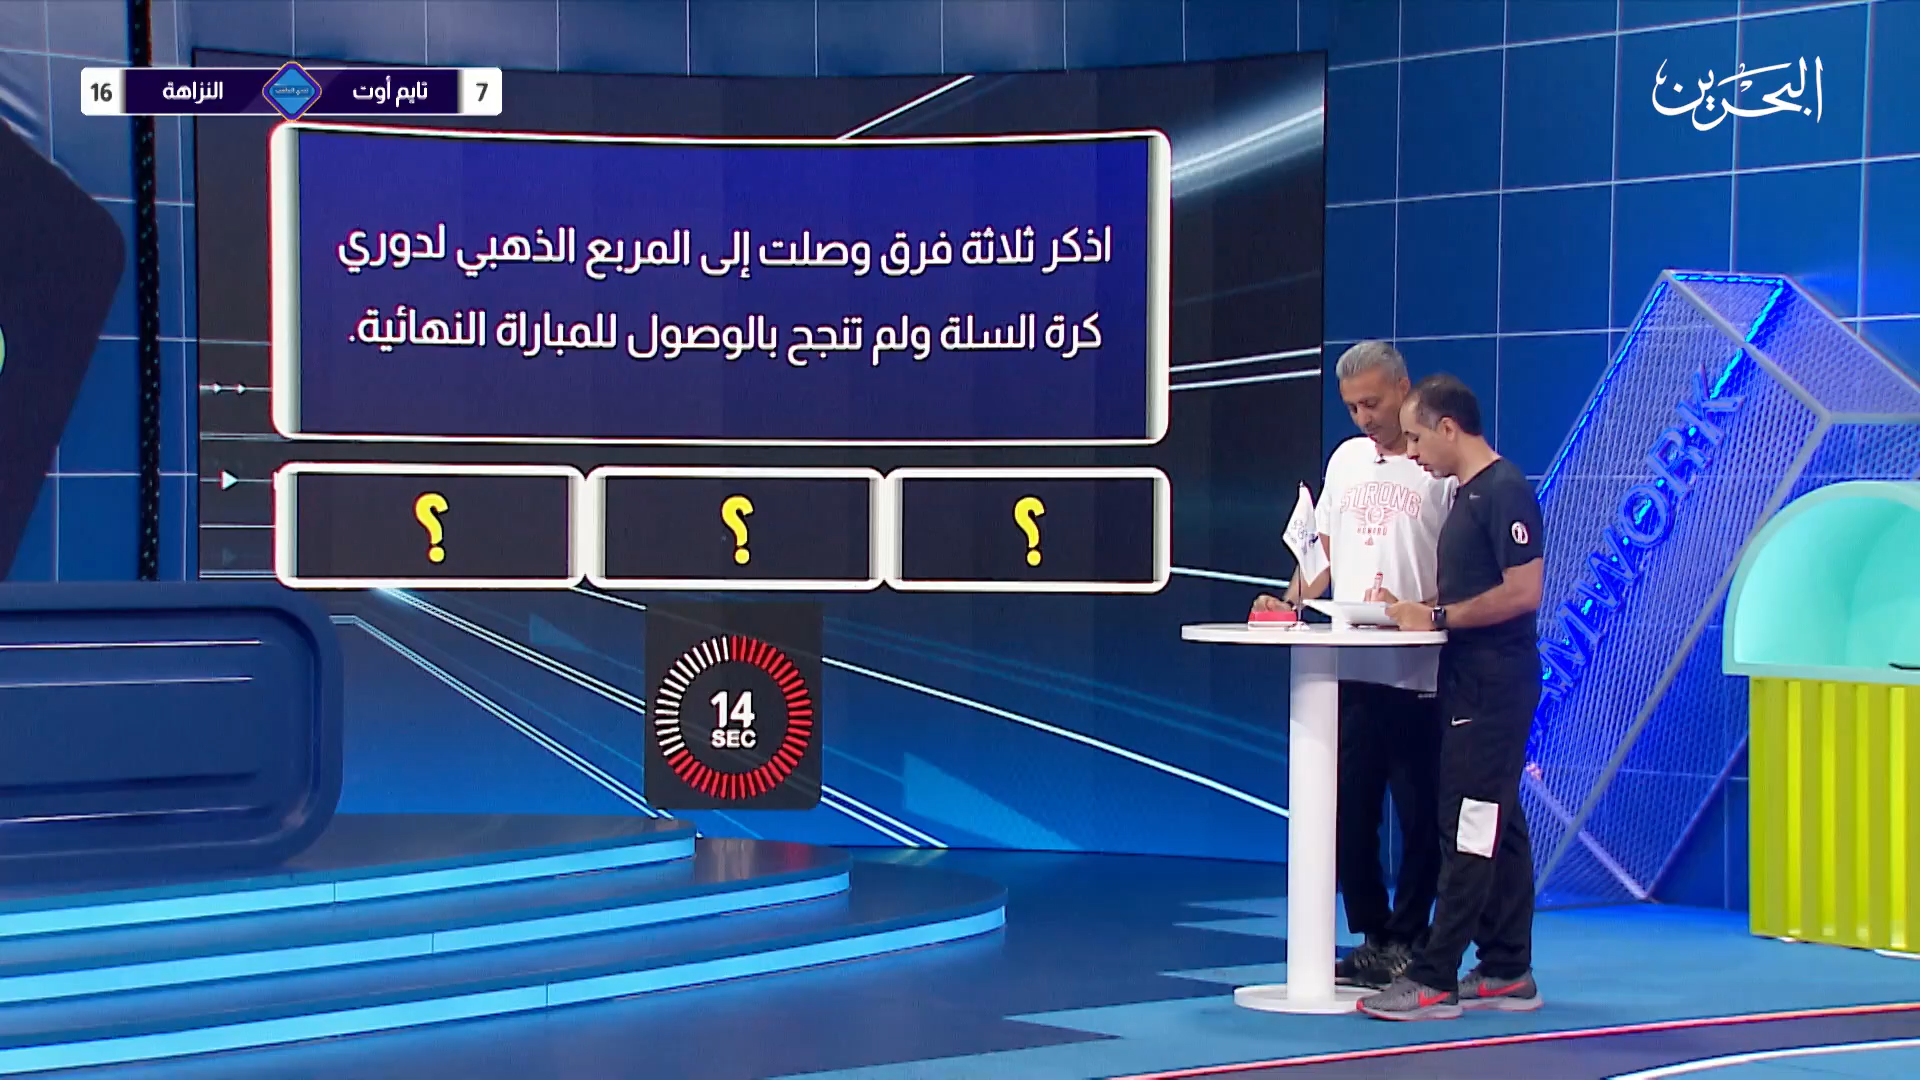 البحرين
7 تايم أوت النزاهة 16
اذكر ثلاثة فرق وصلت إلى المربع الذهبي لدوري
كرة السلة ولم تنجح بالوصول للمباراة النهائية.
؟ ؟ ؟
14
SEC
STRONG
MWORK